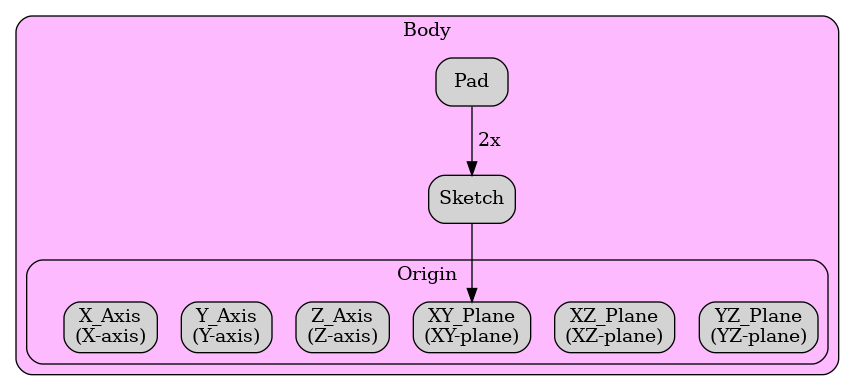 Body
Pad
2x
Sketch
Origin
X_Axis
(X-axis)
Y_Axis
(Y-axis)
Z_Axis
(Z-axis)
XY_Plane
(XY-plane)
XZ_Plane
(XZ-plane)
YZ_Plane
(YZ-plane)